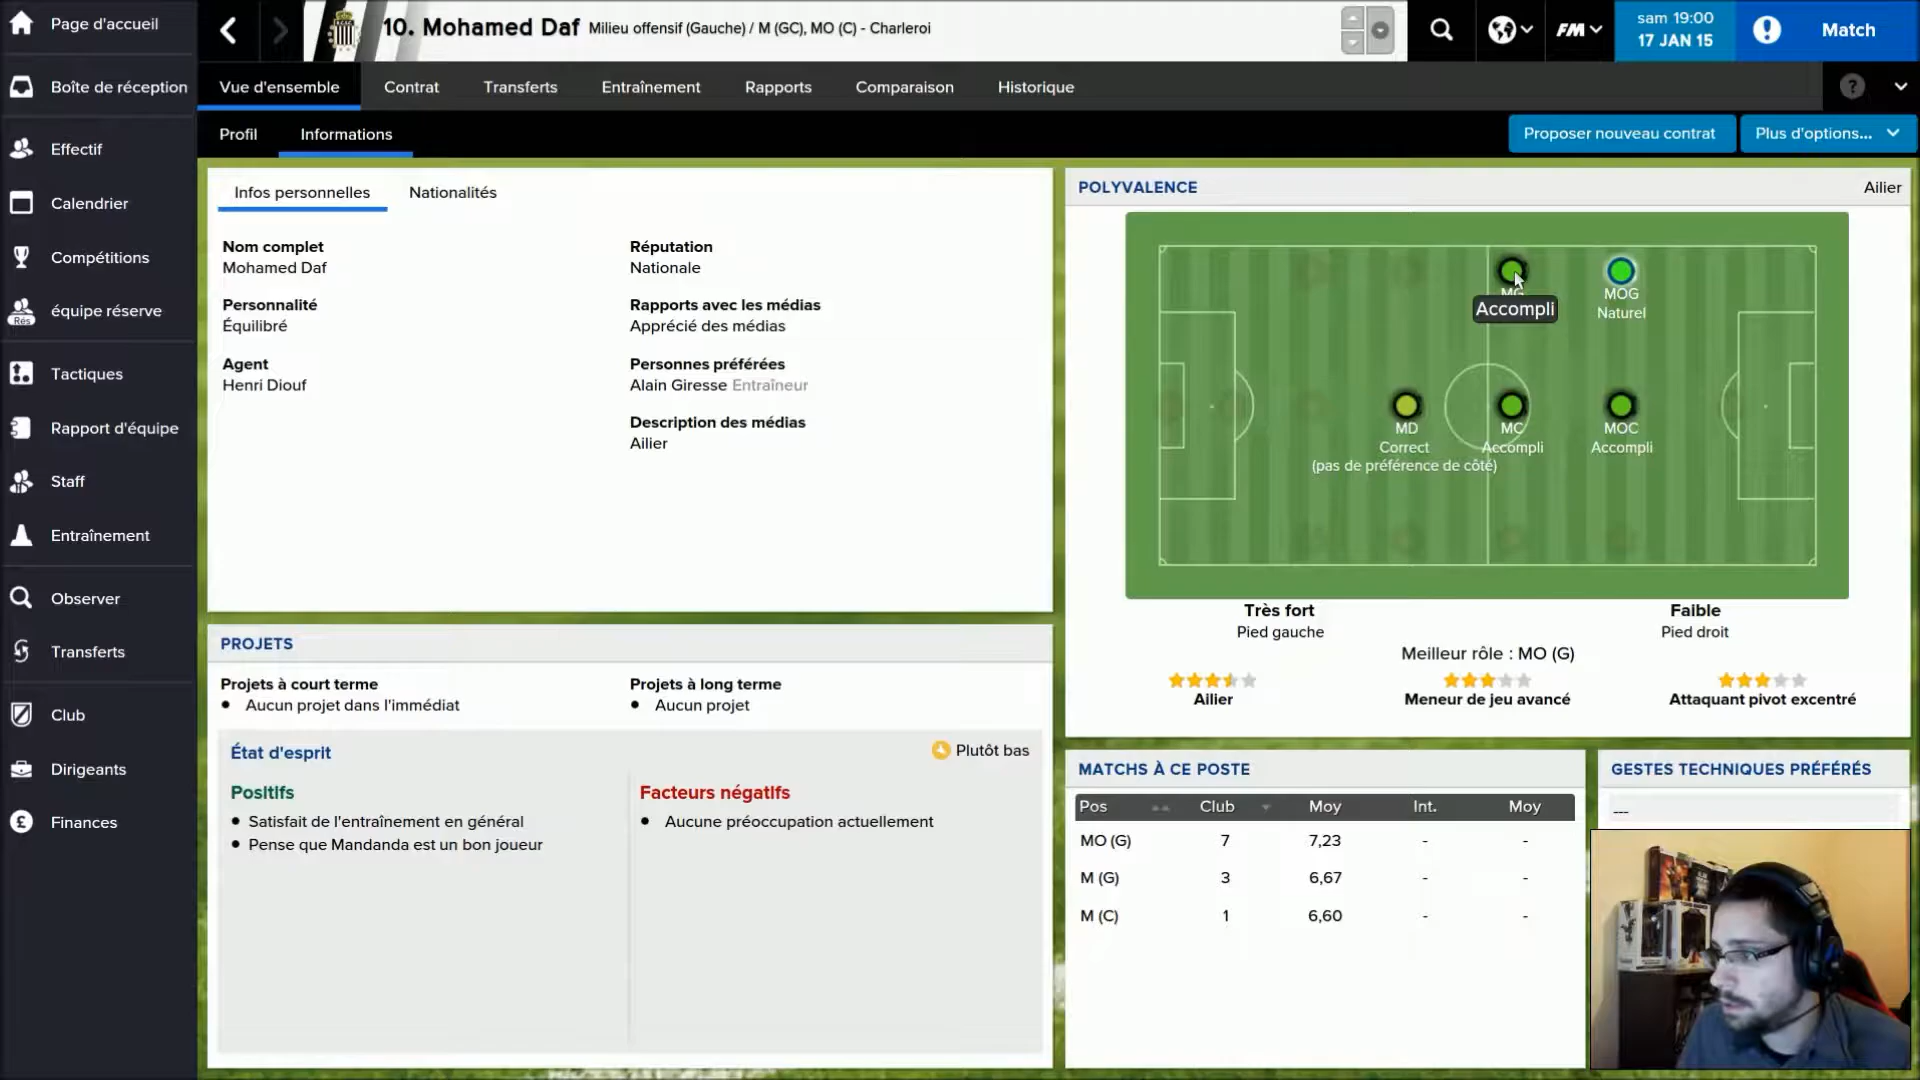 Page d'accueil
10. Mohamed Daf Milieu offensif (Gauche) / M (GC), MO (C) - Charleroi
FM
sam 19:00
17 JAN 15
Match
Boîte de réception
Vue d'ensemble Contrat Transferts Entraînement Rapports Comparaison Historique ?
Profil Informations
Proposer nouveau contrat Plus d'options...
Effectif
Calendrier
Compétitions
équipe réserve
Rés
Tactiques
Rapport d'équipe
Staff
Entraînement
Observer
Transferts
Club
Dirigeants
Finances
Infos personnelles Nationalités
Nom complet
Mohamed Daf
Personnalité
Équilibré
Agent
Henri Diouf
Réputation
Nationale
Rapports avec les médias
Apprécié des médias
Personnes préférées
Alain Giresse Entraîneur
Description des médias
Ailier
POLYVALENCE Ailier
MG
Accompli
MOG
Naturel
MD
Correct
(pas de préférence de côté)
MC
Accompli
MOC
Accompli
Très fort
Pied gauche
Faible
Pied droit
Meilleur rôle : MO (G)
Ailier
Meneur de jeu avancé
Attaquant pivot excentré
PROJETS
Projets à court terme
• Aucun projet dans l'immédiat
Projets à long terme
• Aucun projet
État d'esprit
Plutôt bas
Positifs
• Satisfait de l'entraînement en général
• Pense que Mandanda est un bon joueur
Facteurs négatifs
• Aucune préoccupation actuellement
MATCHS À CE POSTE
Pos Club Moy Int. Moy
MO (G) 7 7,23 - -
M (G) 3 6,67 - -
M (C) 1 6,60 - -
GESTES TECHNIQUES PRÉFÉRÉS
---